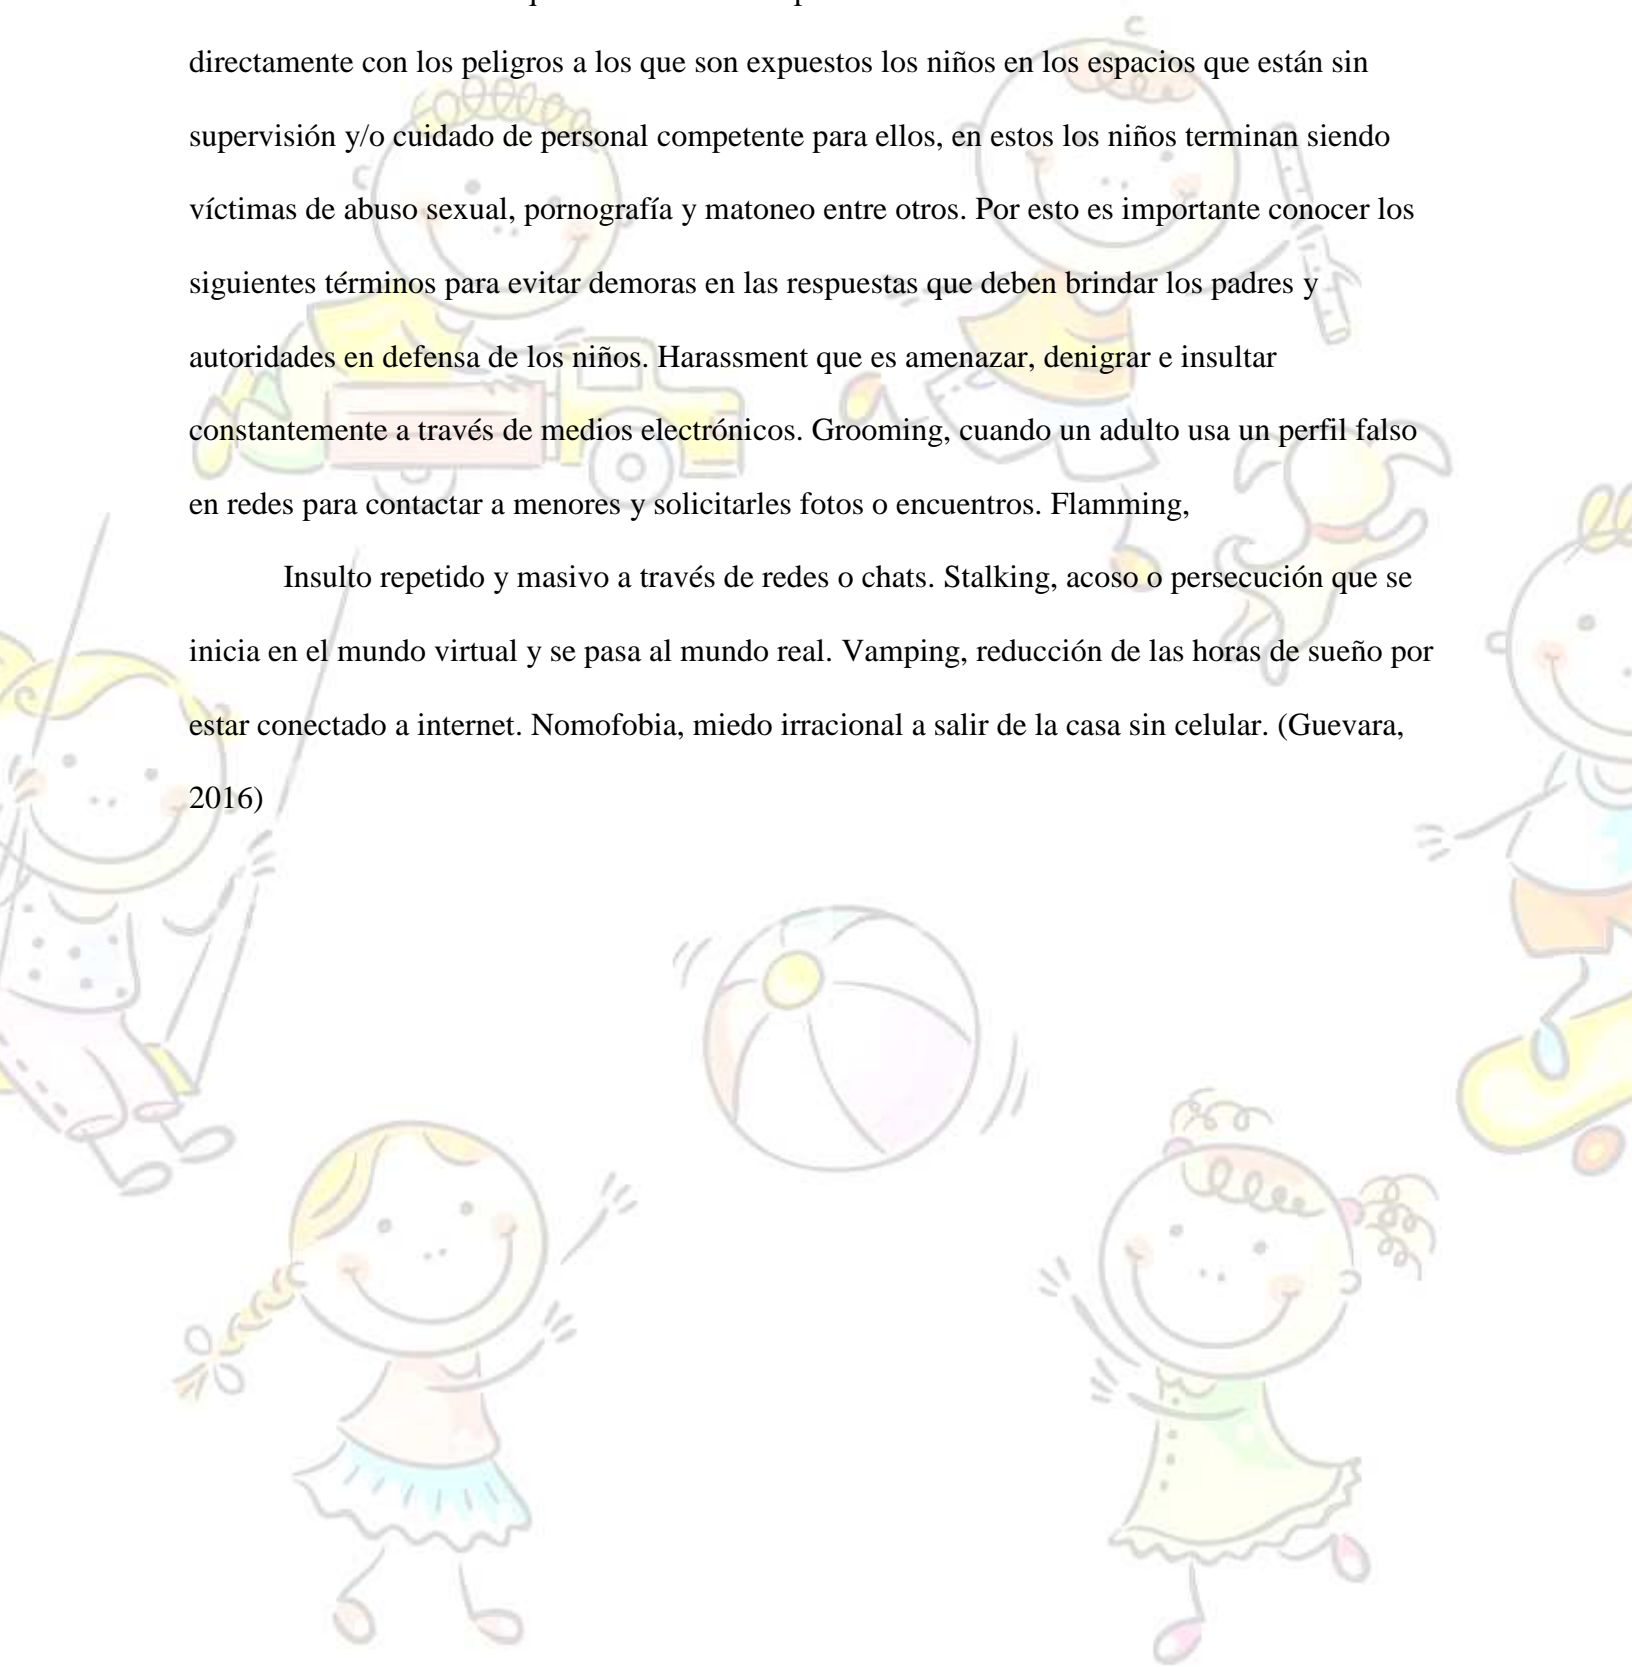 directamente con los peligros a los que son expuestos los niños en los espacios que están sin
supervisión y/o cuidado de personal competente para ellos, en estos los niños terminan siendo
víctimas de abuso sexual, pornografía y matoneo entre otros. Por esto es importante conocer los
siguientes términos para evitar demoras en las respuestas que deben brindar los padres y
autoridades en defensa de los niños. Harassment que es amenazar, denigrar e insultar
constantemente a través de medios electrónicos. Grooming, cuando un adulto usa un perfil falso
en redes para contactar a menores y solicitarles fotos o encuentros. Flamming,
Insulto repetido y masivo a través de redes o chats. Stalking, acoso o persecución que se
inicia en el mundo virtual y se pasa al mundo real. Vamping, reducción de las horas de sueño por
estar conectado a internet. Nomofobia, miedo irracional a salir de la casa sin celular. (Guevara,
2016)